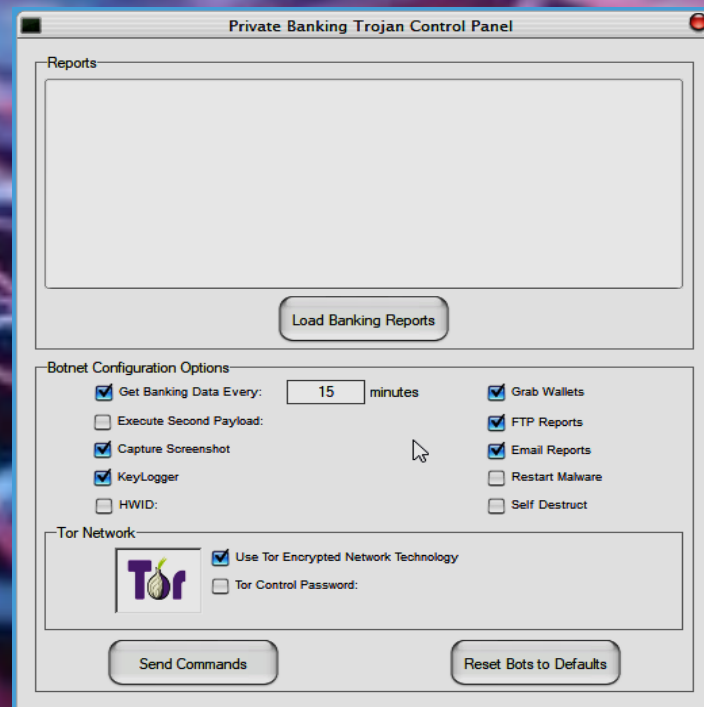 Private Banking Trojan Control Panel
Reports
Load Banking Reports
Botnet Configuration Options
Get Banking Data Every: 15 minutes
Grab Wallets
Execute Second Payload:
FTP Reports
Capture Screenshot
Email Reports
KeyLogger
Restart Malware
HWID:
Self Destruct
Tor Network
Tor
Use Tor Encrypted Network Technology
Tor Control Password:
Send Commands
Reset Bots to Defaults